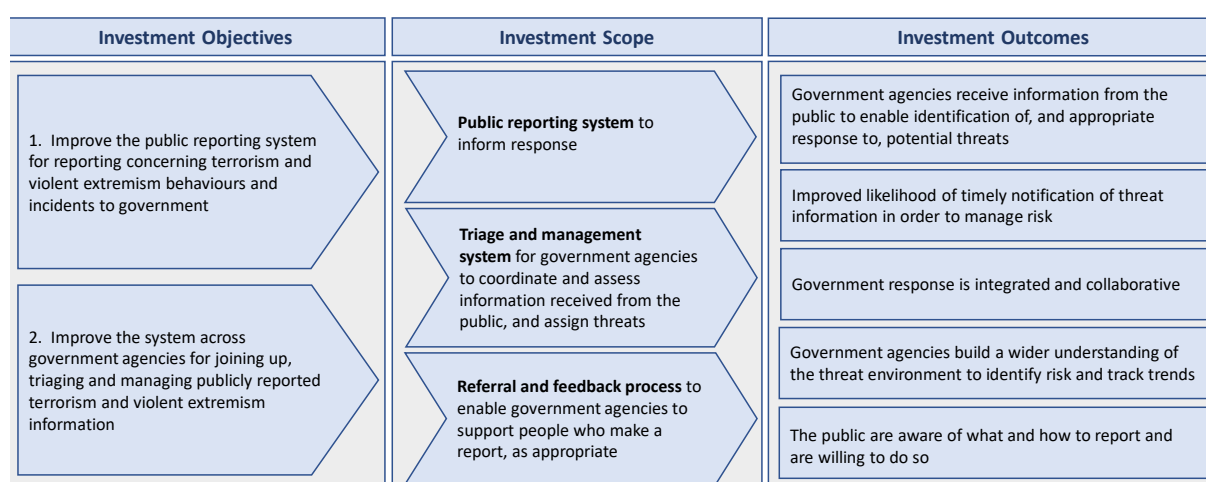 Investment Objectives
Investment Scope
Investment Outcomes
1. Improve the public reporting system
for reporting concerning terrorism and
violent extremism behaviours and
incidents to government
2. Improve the system across
government agencies for joining up,
triaging and managing publicly reported
terrorism and violent extremism
information
Public reporting system to
inform response
Triage and management
system for government agencies
to coordinate and assess
information received from the
public, and assign threats
Referral and feedback process to
enable government agencies to
support people who make a
report, as appropriate
Government agencies receive information from the
public to enable identification of, and appropriate
response to, potential threats
Improved likelihood of timely notification of threat
information in order to manage risk
Government response is integrated and collaborative
Government agencies build a wider understanding of
the threat environment to identify risk and track trends
The public are aware of what and how to report and
are willing to do so